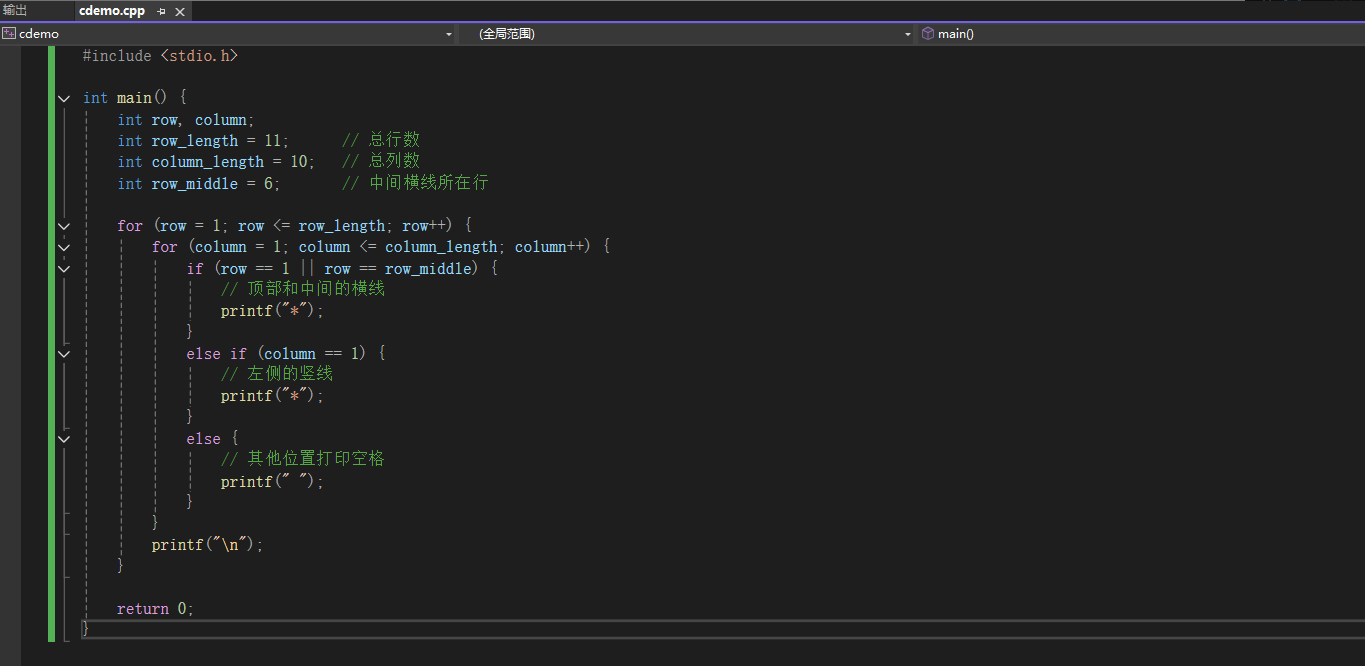 输出
cdemo.cpp
cdemo
(全局范围)
main()
#include <stdio.h>
int main() {
int row, column;
int row_length = 11; // 总行数
int column_length = 10; // 总列数
int row_middle = 6; // 中间横线所在行
for (row = 1; row <= row_length; row++) {
for (column = 1; column <= column_length; column++) {
if (row == 1 || row == row_middle) {
// 顶部和中间的横线
printf("*");
}
else if (column == 1) {
// 左侧的竖线
printf("*");
}
else {
// 其他位置打印空格
printf(" ");
}
}
printf("\n");
}
return 0;
}